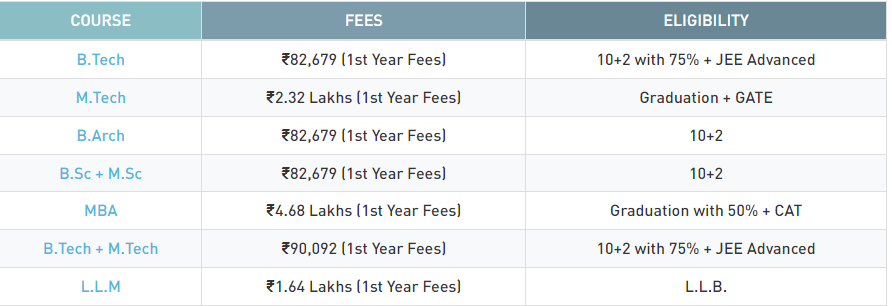 COURSE FEES ELIGIBILITY
B.Tech ₹82,679 (1st Year Fees) 10+2 with 75% + JEE Advanced
M.Tech ₹2.32 Lakhs (1st Year Fees) Graduation + GATE
B.Arch ₹82,679 (1st Year Fees) 10+2
B.Sc + M.Sc ₹82,679 (1st Year Fees) 10+2
MBA ₹4.68 Lakhs (1st Year Fees) Graduation with 50% + CAT
B.Tech + M.Tech ₹90,092 (1st Year Fees) 10+2 with 75% + JEE Advanced
L.L.M ₹1.64 Lakhs (1st Year Fees) L.L.B.